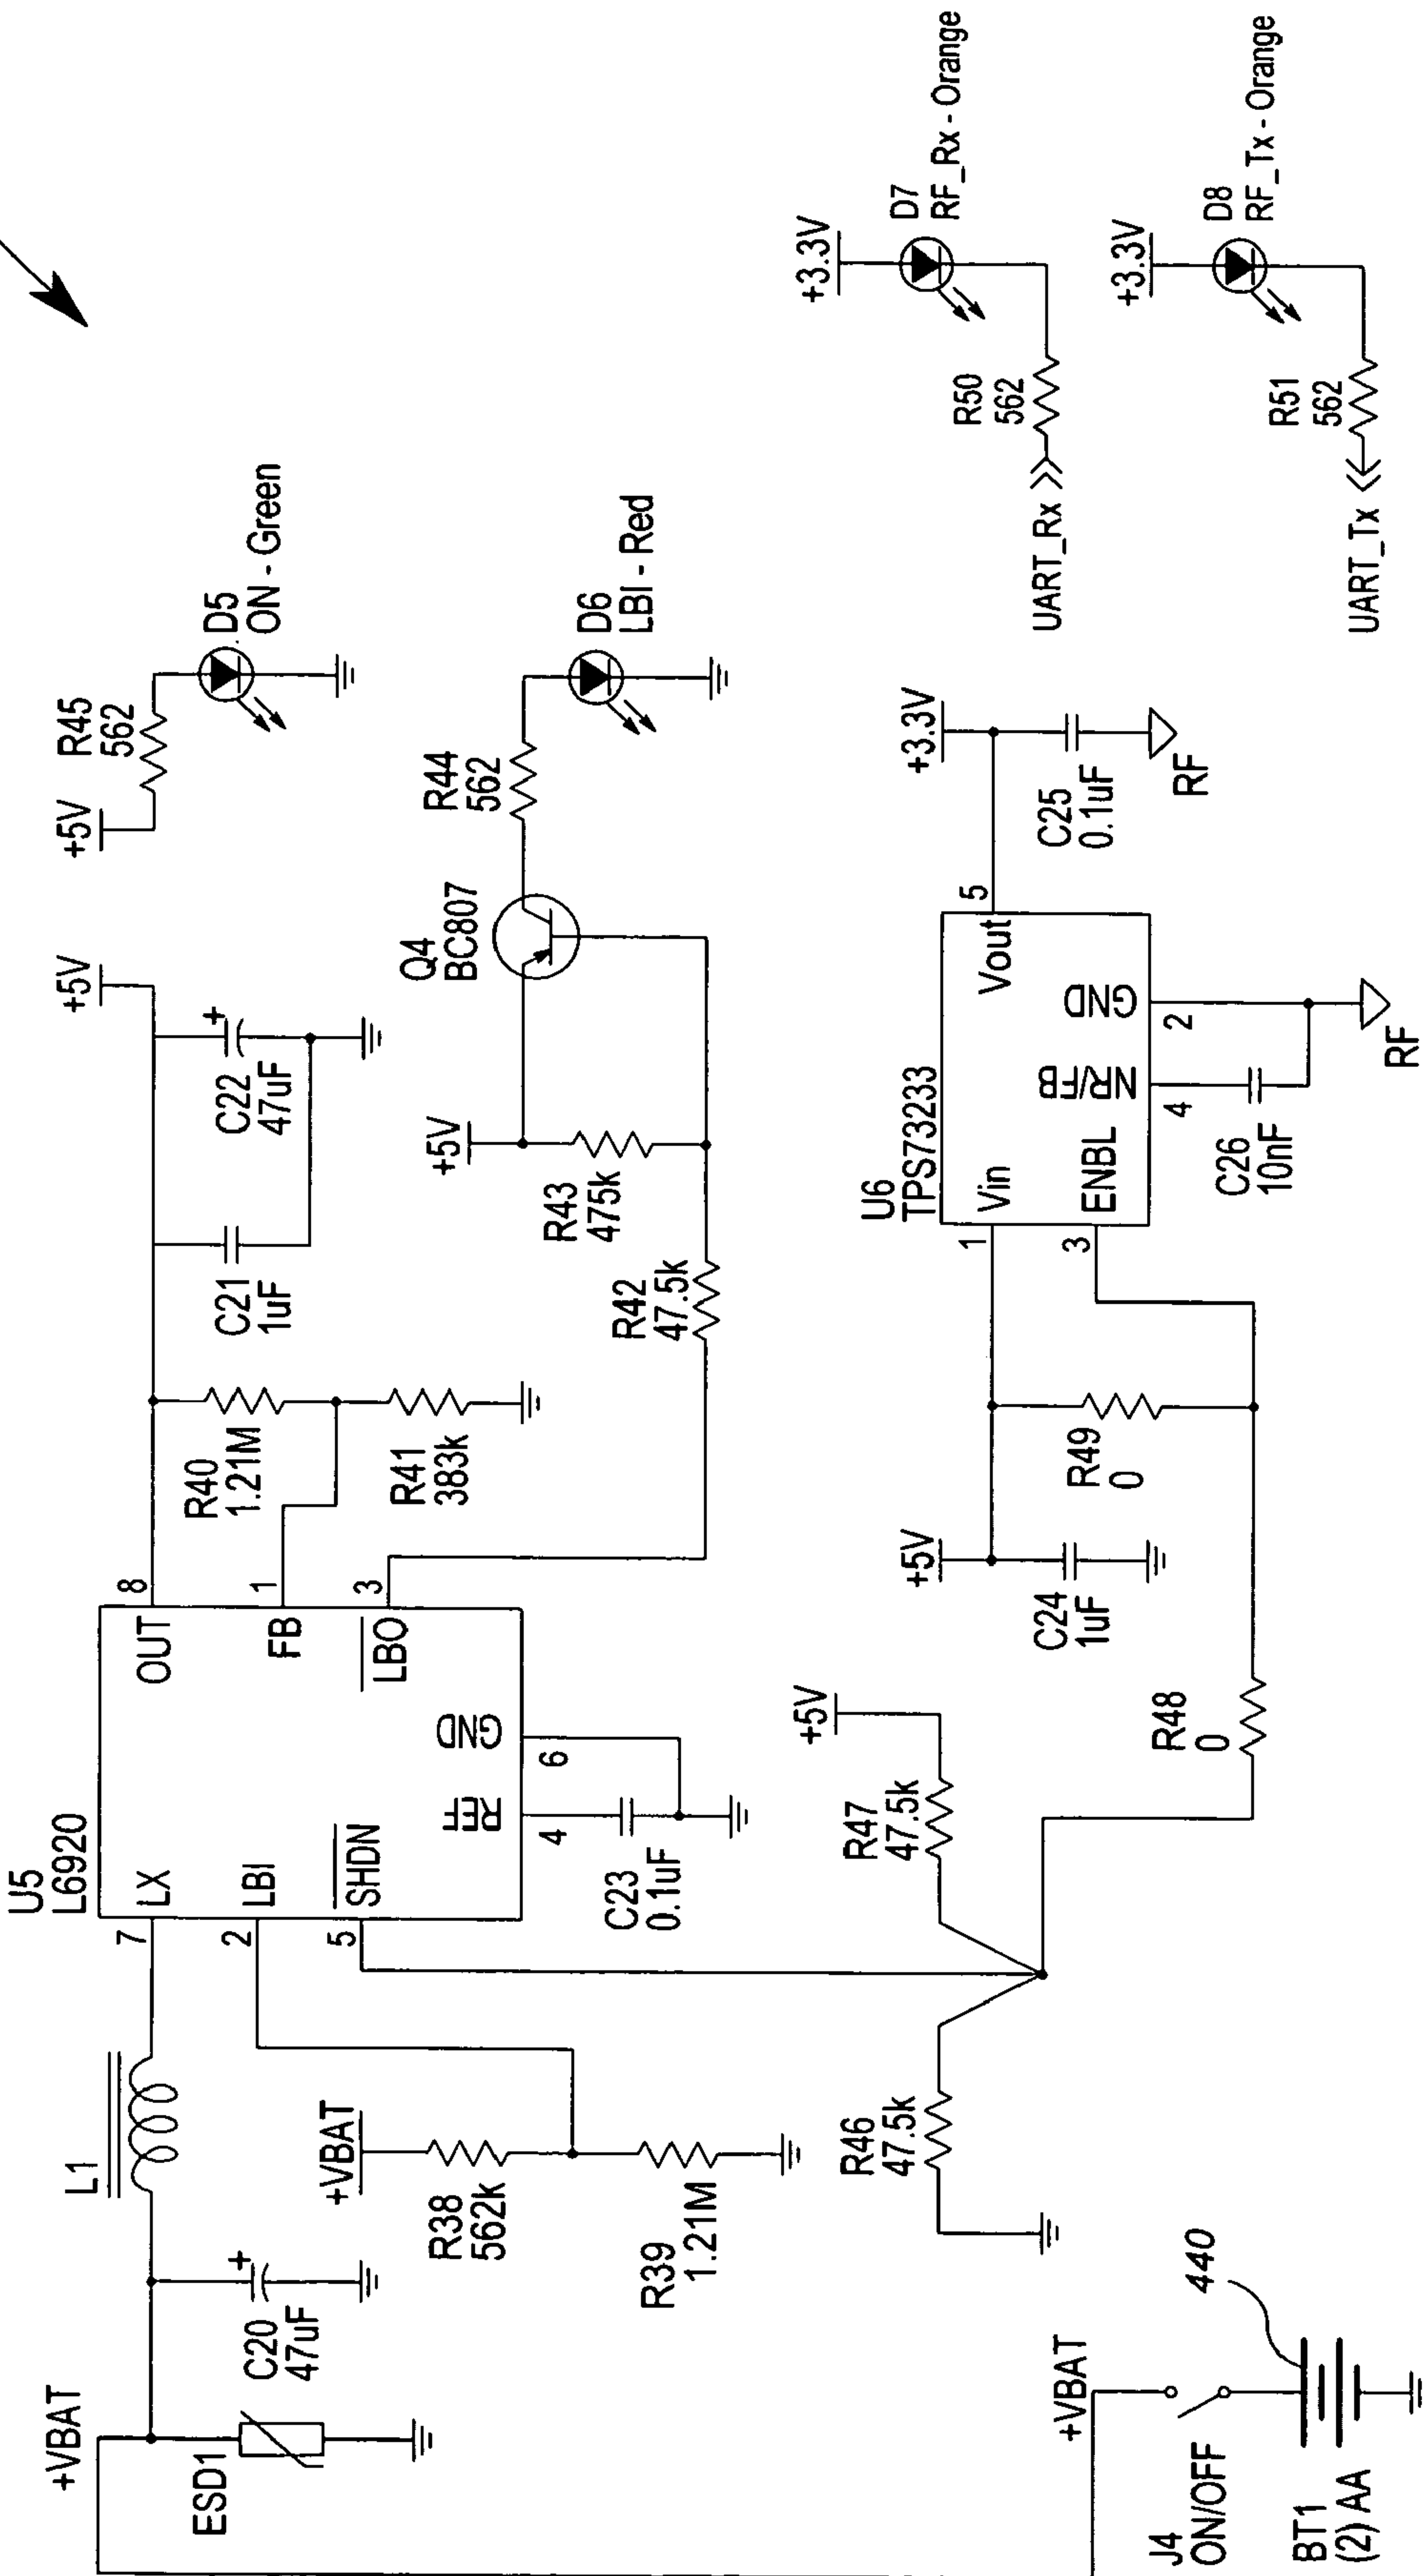 U5
L6920
LX
LBI
SHDN
OUT
FB
LBO
REF
GND
7
2
5
8
1
3
4
6
+VBAT
ESD1
C20
47uF
L1
+VBAT
R38
562k
R39
1.21M
C23
0.1uF
R40
1.21M
R41
383k
C21
1uF
C22
47uF
+5V
+5V
R45
562
D5
ON - Green
Q4
BC807
R44
562
D6
LBI - Red
+5V
R43
475k
R42
47.5k
R46
47.5k
R47
47.5k
+5V
R48
0
R49
0
+5V
C24
1uF
U6
TPS73233
Vin
ENBL
Vout
NR/FB
GND
1
3
5
4
2
C26
10nF
RF
+3.3V
C25
0.1uF
RF
+3.3V
D7
RF_Rx - Orange
R50
562
UART_Rx
+3.3V
D8
RF_Tx - Orange
R51
562
UART_Tx
+VBAT
J4
ON/OFF
BT1
(2) AA
440